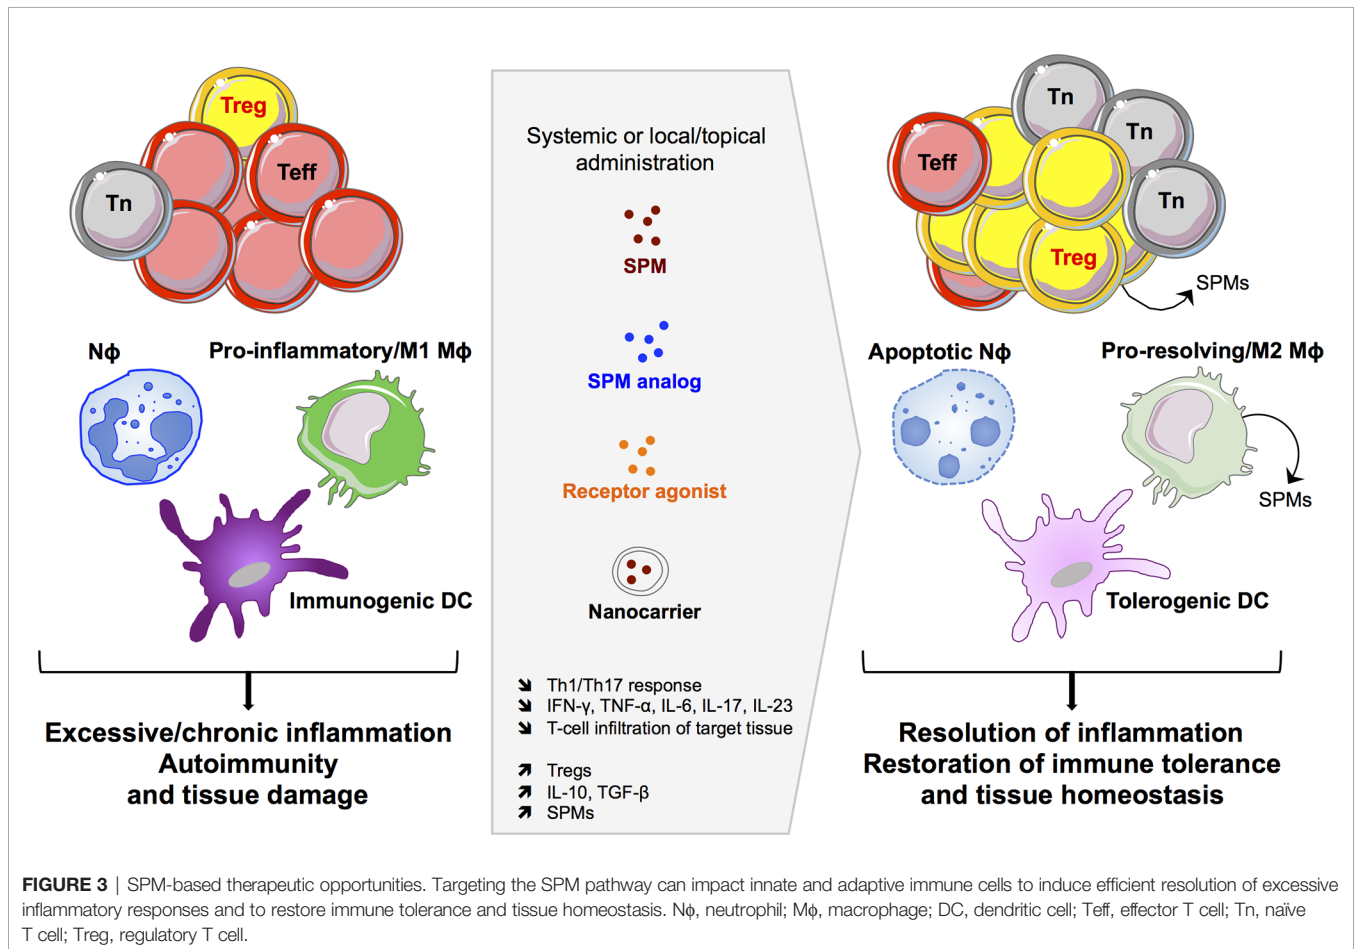 Treg
Teff
Tn
Nϕ
Pro-inflammatory/M1 Mϕ
Immunogenic DC
Excessive/chronic inflammation
Autoimmunity
and tissue damage
Systemic or local/topical
administration
SPM
SPM analog
Receptor agonist
Nanocarrier
➘ Th1/Th17 response
➘ IFN-γ, TNF-α, IL-6, IL-17, IL-23
➘ T-cell infiltration of target tissue
➚ Tregs
➚ IL-10, TGF-β
➚ SPMs
Tn
Tn
Teff
Tn
Treg
SPMs
Apoptotic Nϕ
Pro-resolving/M2 Mϕ
SPMs
Tolerogenic DC
Resolution of inflammation
Restoration of immune tolerance
and tissue homeostasis
FIGURE 3 | SPM-based therapeutic opportunities. Targeting the SPM pathway can impact innate and adaptive immune cells to induce efficient resolution of excessive
inflammatory responses and to restore immune tolerance and tissue homeostasis. Nϕ, neutrophil; Mϕ, macrophage; DC, dendritic cell; Teff, effector T cell; Tn, naïve
T cell; Treg, regulatory T cell.